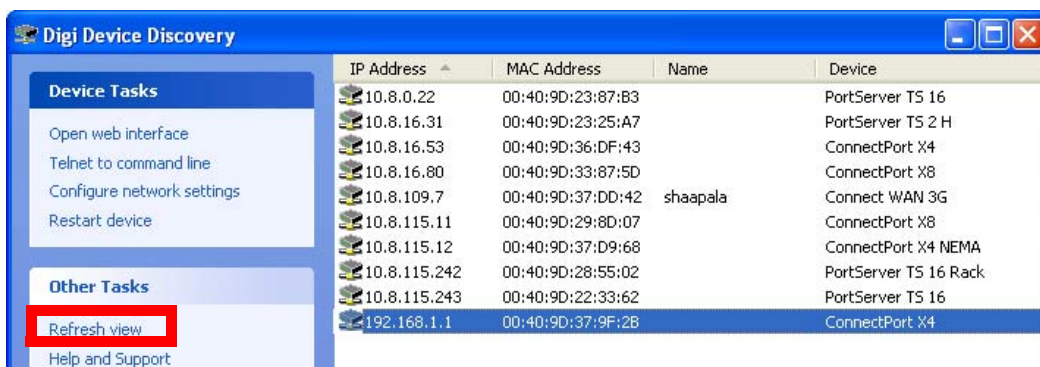 Digi Device Discovery
Device Tasks
Open web interface
Telnet to command line
Configure network settings
Restart device
Other Tasks
Refresh view
Help and Support
IP Address MAC Address Name Device
10.8.0.22 00:40:9D:23:87:B3 PortServer TS 16
10.8.16.31 00:40:9D:23:25:A7 PortServer TS 2 H
10.8.16.53 00:40:9D:36:DF:43 ConnectPort X4
10.8.16.80 00:40:9D:33:87:5D ConnectPort X8
10.8.109.7 00:40:9D:37:DD:42 shaapala Connect WAN 3G
10.8.115.11 00:40:9D:29:8D:07 ConnectPort X8
10.8.115.12 00:40:9D:37:D9:68 ConnectPort X4 NEMA
10.8.115.242 00:40:9D:28:55:02 PortServer TS 16 Rack
10.8.115.243 00:40:9D:22:33:62 PortServer TS 16
192.168.1.1 00:40:9D:37:9F:2B ConnectPort X4